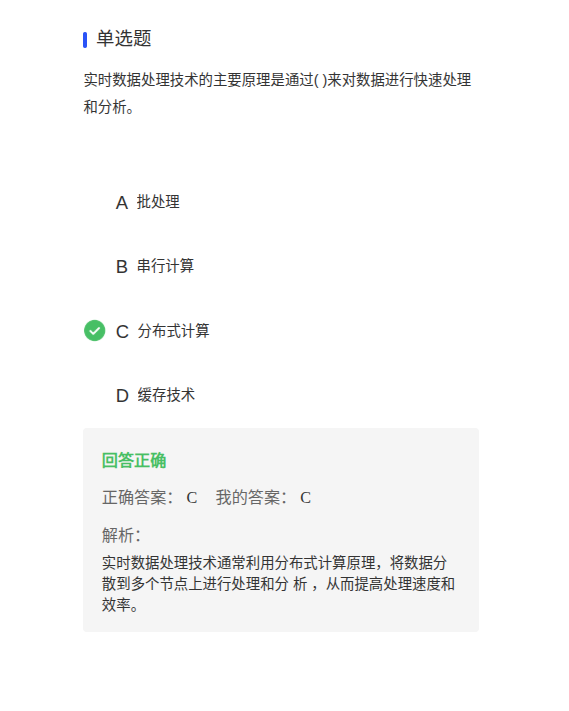 单选题
实时数据处理技术的主要原理是通过( )来对数据进行快速处理
和分析。
A 批处理
B 串行计算
C 分布式计算
D 缓存技术
回答正确
正确答案： C 我的答案： C
解析：
实时数据处理技术通常利用分布式计算原理，将数据分
散到多个节点上进行处理和分 析 ，从而提高处理速度和
效率。